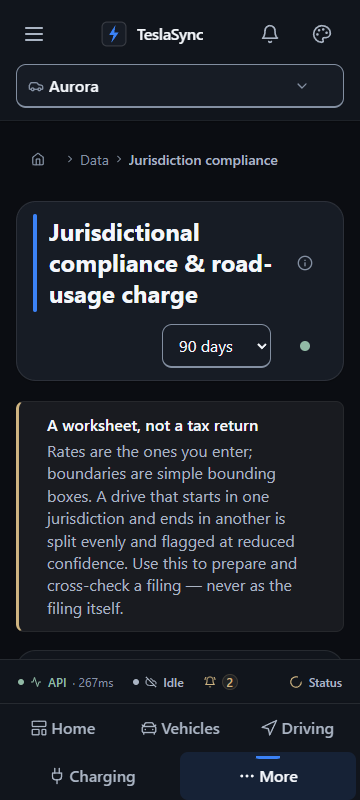 TeslaSync
Aurora
Data
Jurisdiction compliance
Jurisdictional
compliance & road-
usage charge
90 days
A worksheet, not a tax return
Rates are the ones you enter;
boundaries are simple bounding
boxes. A drive that starts in one
jurisdiction and ends in another is
split evenly and flagged at reduced
confidence. Use this to prepare and
cross-check a filing — never as the
filing itself.
API · 267ms
Idle
2
Status
Home
Vehicles
Driving
Charging
More